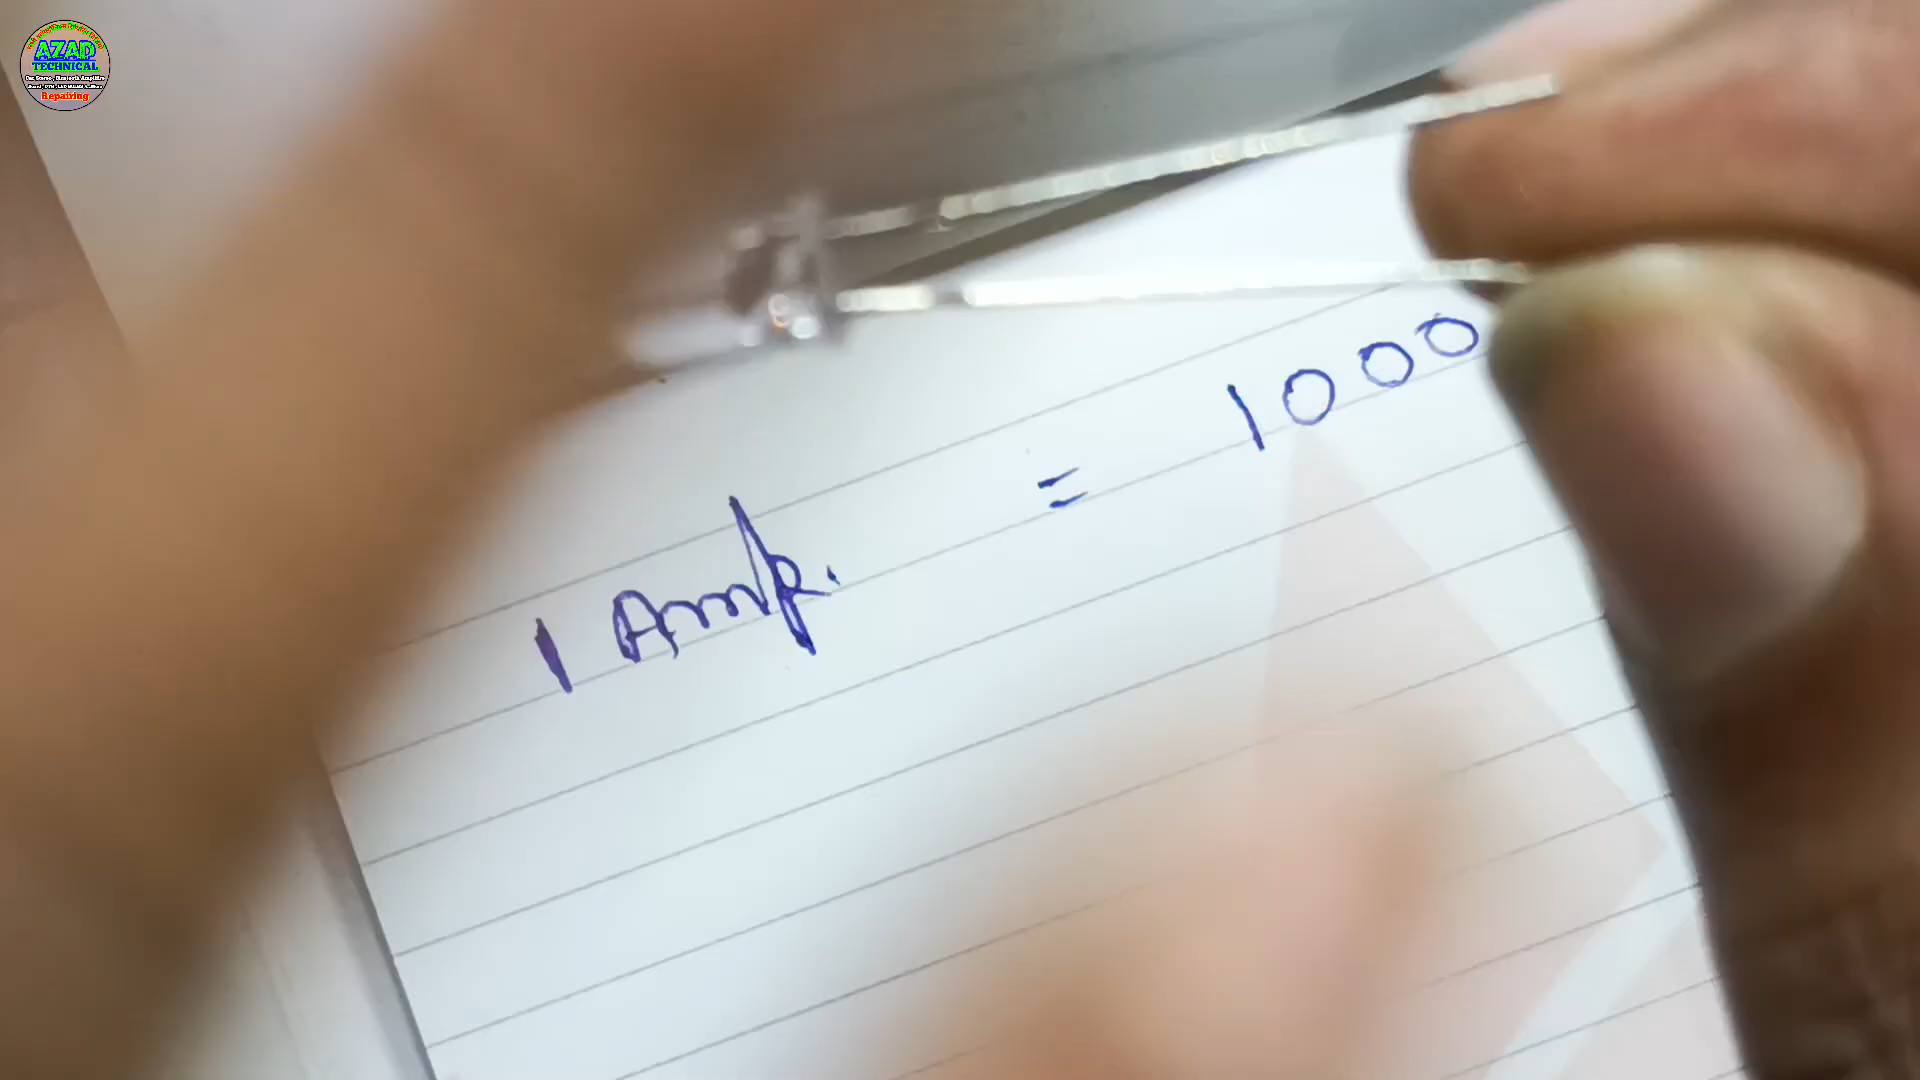 AZAD
TECHNICAL
Repairing
1 Amp. = 1000